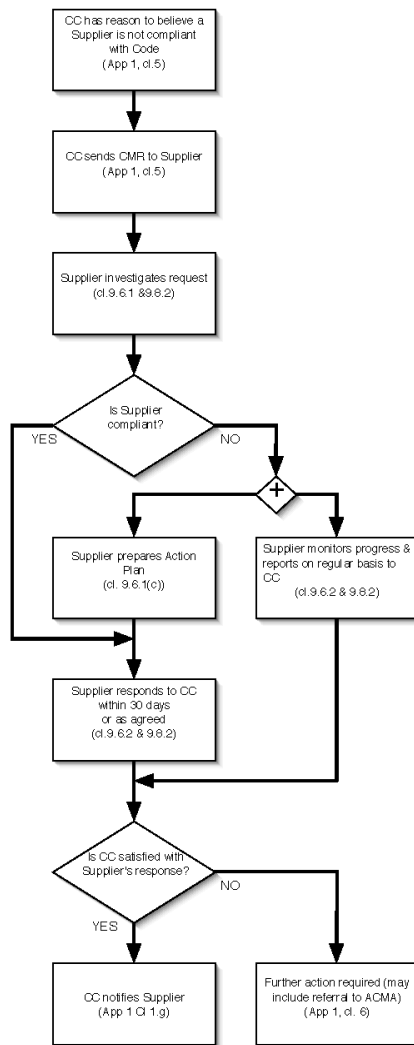 CC has reason to believe a
Supplier is not compliant
with Code
(App 1, cl.5)
CC sends CMR to Supplier
(App 1, cl.5)
Supplier investigates request
(cl.9.6.1 &9.8.2)
Is Supplier
compliant?
YES
NO
+
Supplier prepares Action
Plan
(cl. 9.6.1(c))
Supplier monitors progress &
reports on regular basis to
CC
(cl.9.6.2 & 9.8.2)
Supplier responds to CC
within 30 days
or as agreed
(cl.9.6.2 & 9.8.2)
Is CC satisfied with
Supplier's response?
NO
YES
CC notifies Supplier
(App 1 Cl 1.g)
Further action required (may
include referral to ACMA)
(App 1, cl. 6)